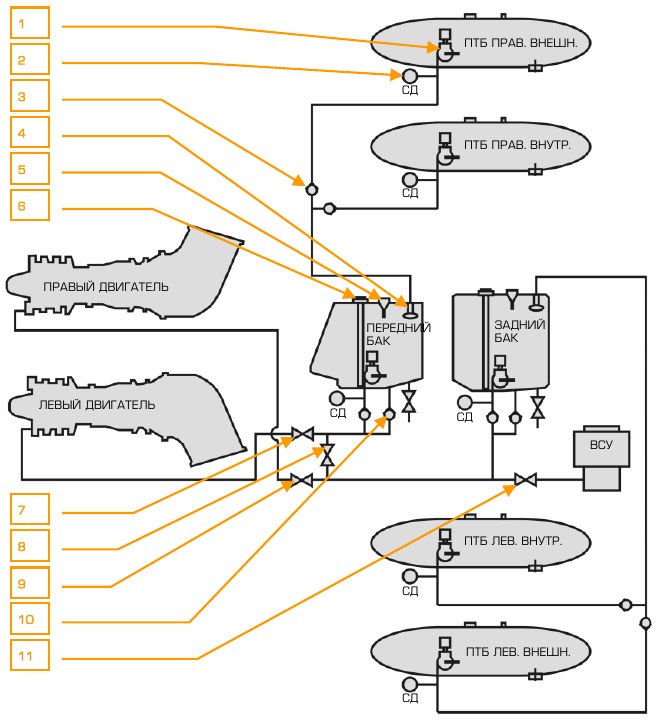 1
ПТБ ПРАВ. ВНЕШН.
2
СД
3
4
ПТБ ПРАВ. ВНУТР.
5
СД
6
ПРАВЫЙ ДВИГАТЕЛЬ
ПЕРЕДНИЙ
БАК
ЗАДНИЙ
БАК
ЛЕВЫЙ ДВИГАТЕЛЬ
СД
СД
ВСУ
7
8
ПТБ ЛЕВ. ВНУТР.
9
СД
10
11
ПТБ ЛЕВ. ВНЕШН.
СД